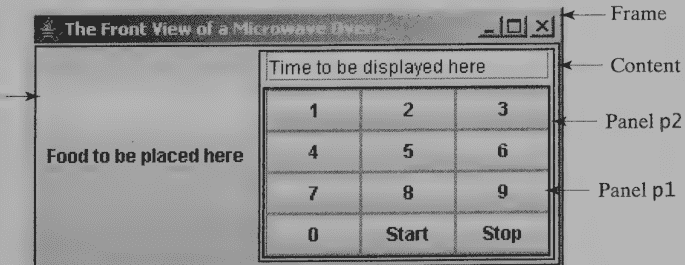 The Front View of a Microwave Oven
Frame
Time to be displayed here
Content
1 2 3
Panel p2
Food to be placed here
4 5 6
7 8 9
Panel p1
0 Start Stop